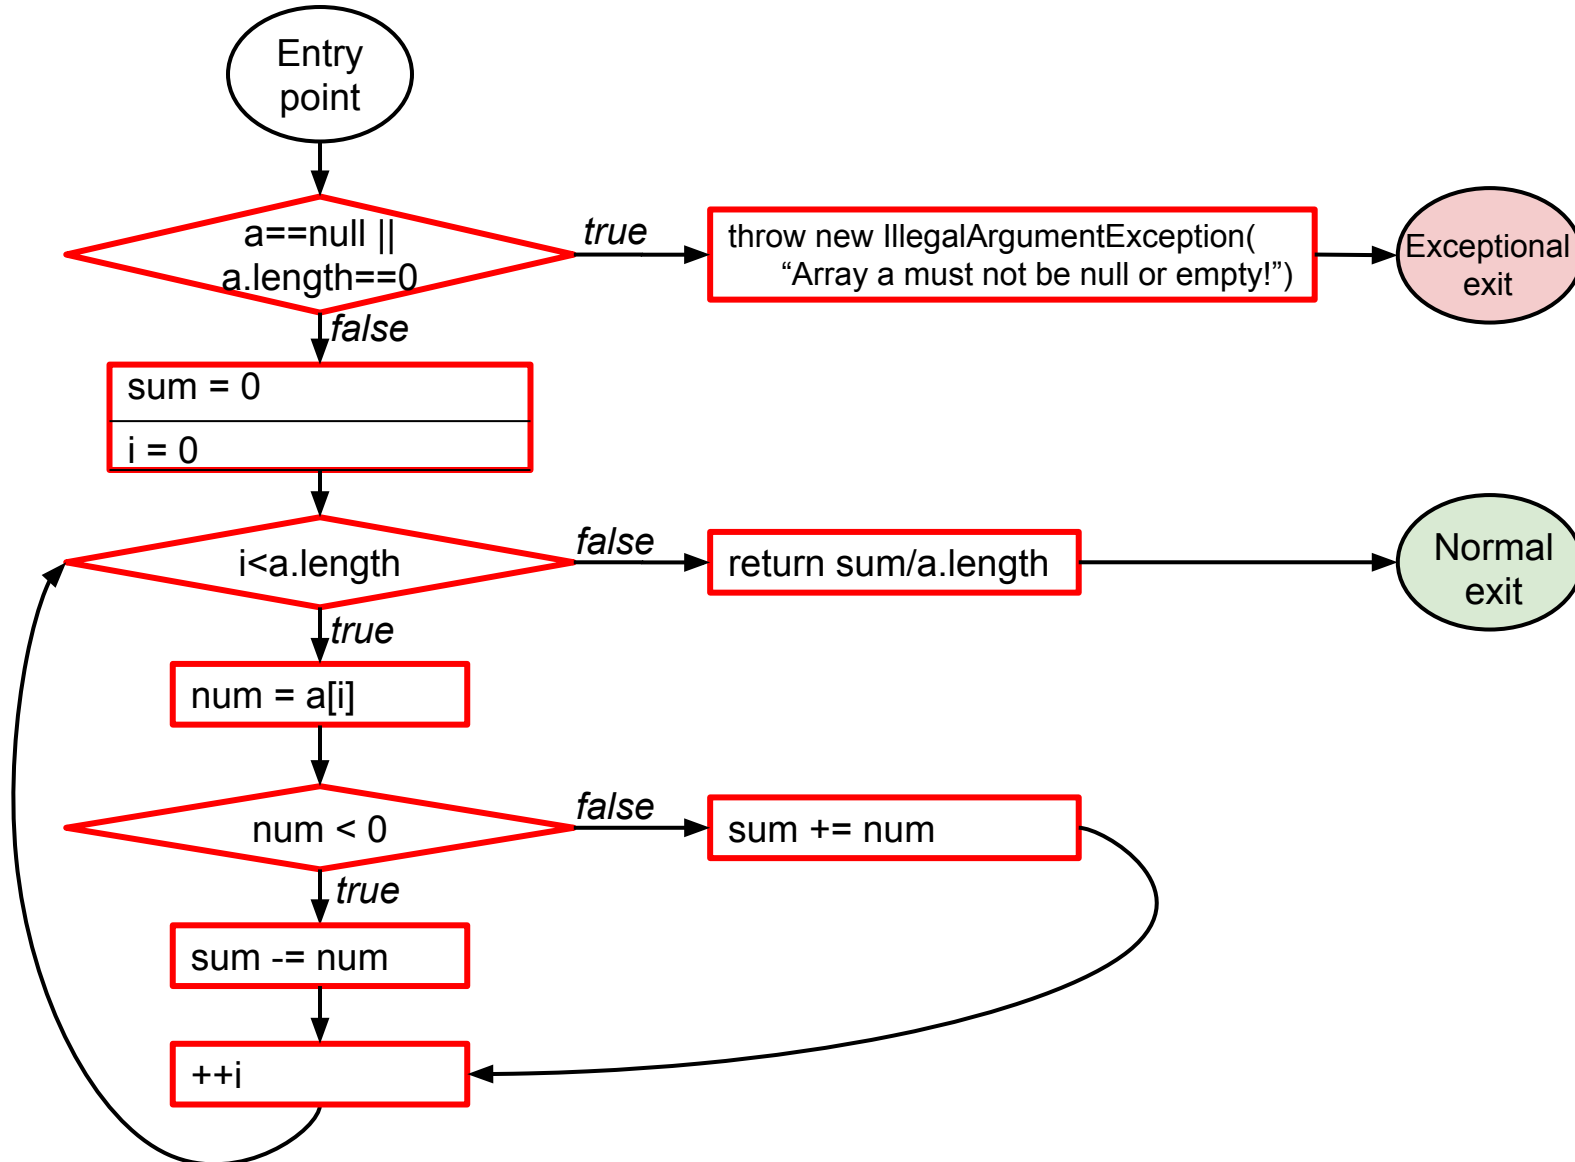 Entry
point
a==null ||
a.length==0
true
throw new IllegalArgumentException(
“Array a must not be null or empty!”)
Exceptional
exit
false
sum = 0
i = 0
i<a.length
false
return sum/a.length
Normal
exit
true
num = a[i]
num < 0
false
sum += num
true
sum -= num
++i